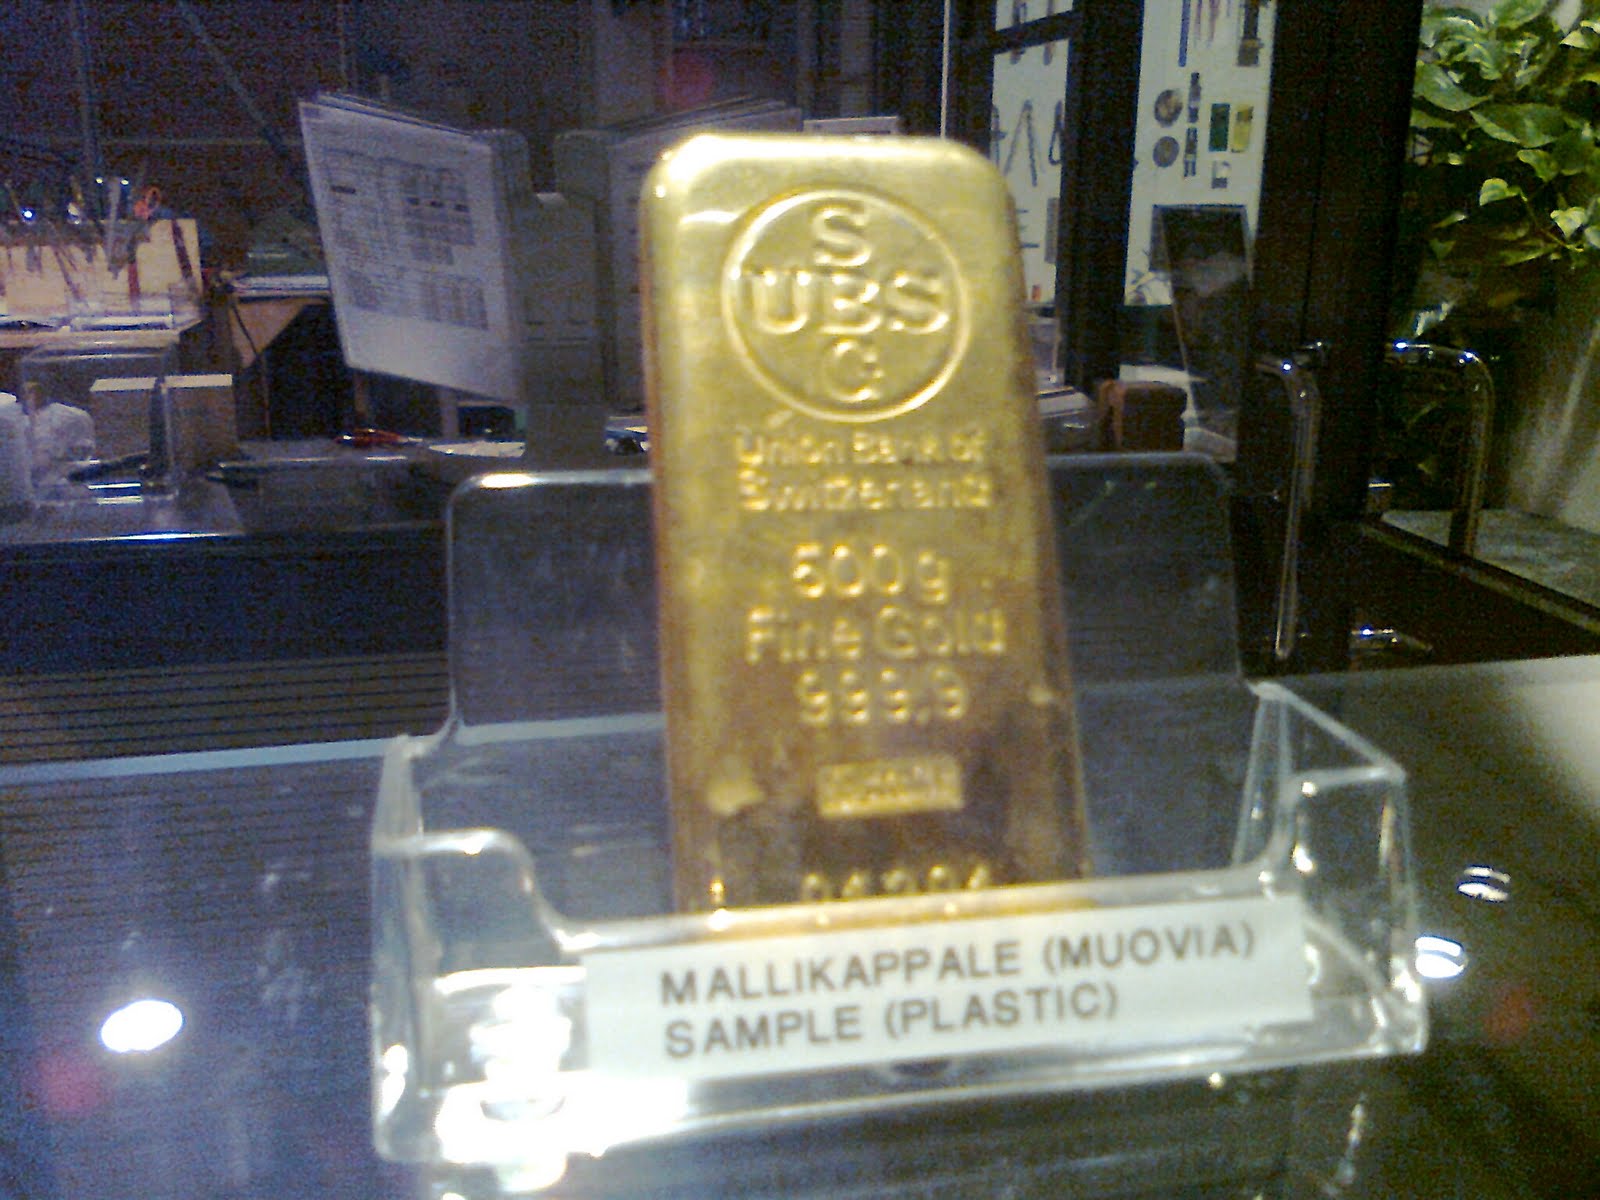 S
UBS
C
Union Bank of
Switzerland
500g
Fine Gold
999,9
MALLIKAPPALE (MUOVIA)
SAMPLE (PLASTIC)